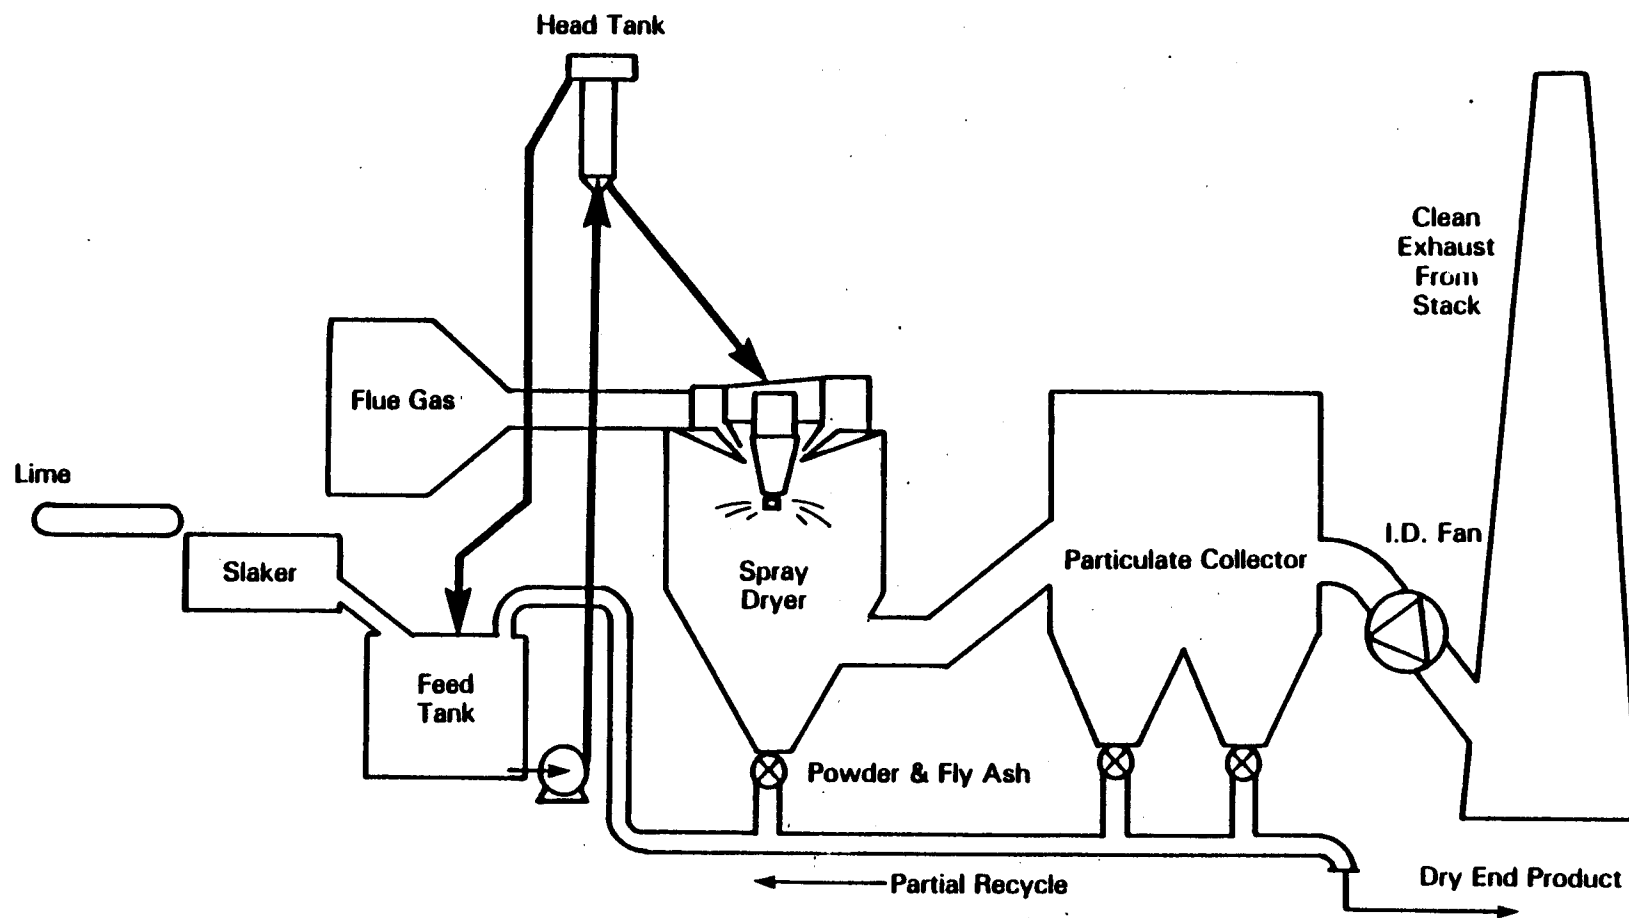 Head Tank
Clean
Exhaust
From
Stack
Flue Gas
Lime
I.D. Fan
Slaker
Particulate Collector
Spray
Dryer
Feed
Tank
Powder & Fly Ash
Partial Recycle
Dry End Product